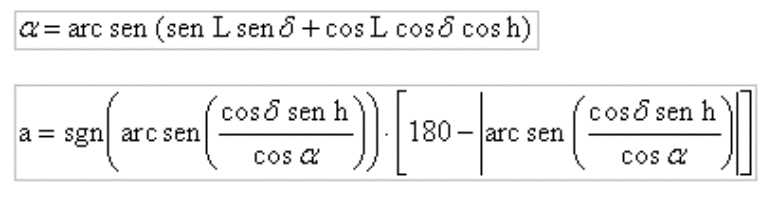 α = arc sen (sen L sen δ + cos L cos δ cos h)
a = sgn( arc sen( cos δ sen h / cos α ) ) · [ 180 − | arc sen ( cos δ sen h / cos α ) | ]